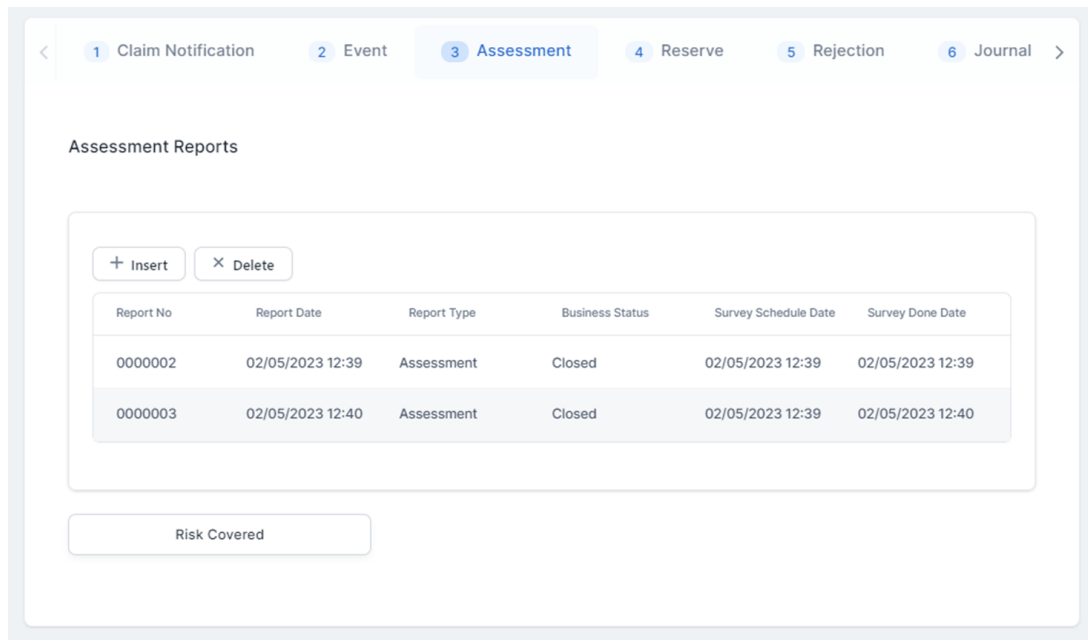 1 Claim Notification 2 Event 3 Assessment 4 Reserve 5 Rejection 6 Journal
Assessment Reports
+ Insert × Delete
Report No Report Date Report Type Business Status Survey Schedule Date Survey Done Date
0000002 02/05/2023 12:39 Assessment Closed 02/05/2023 12:39 02/05/2023 12:39
0000003 02/05/2023 12:40 Assessment Closed 02/05/2023 12:39 02/05/2023 12:40
Risk Covered